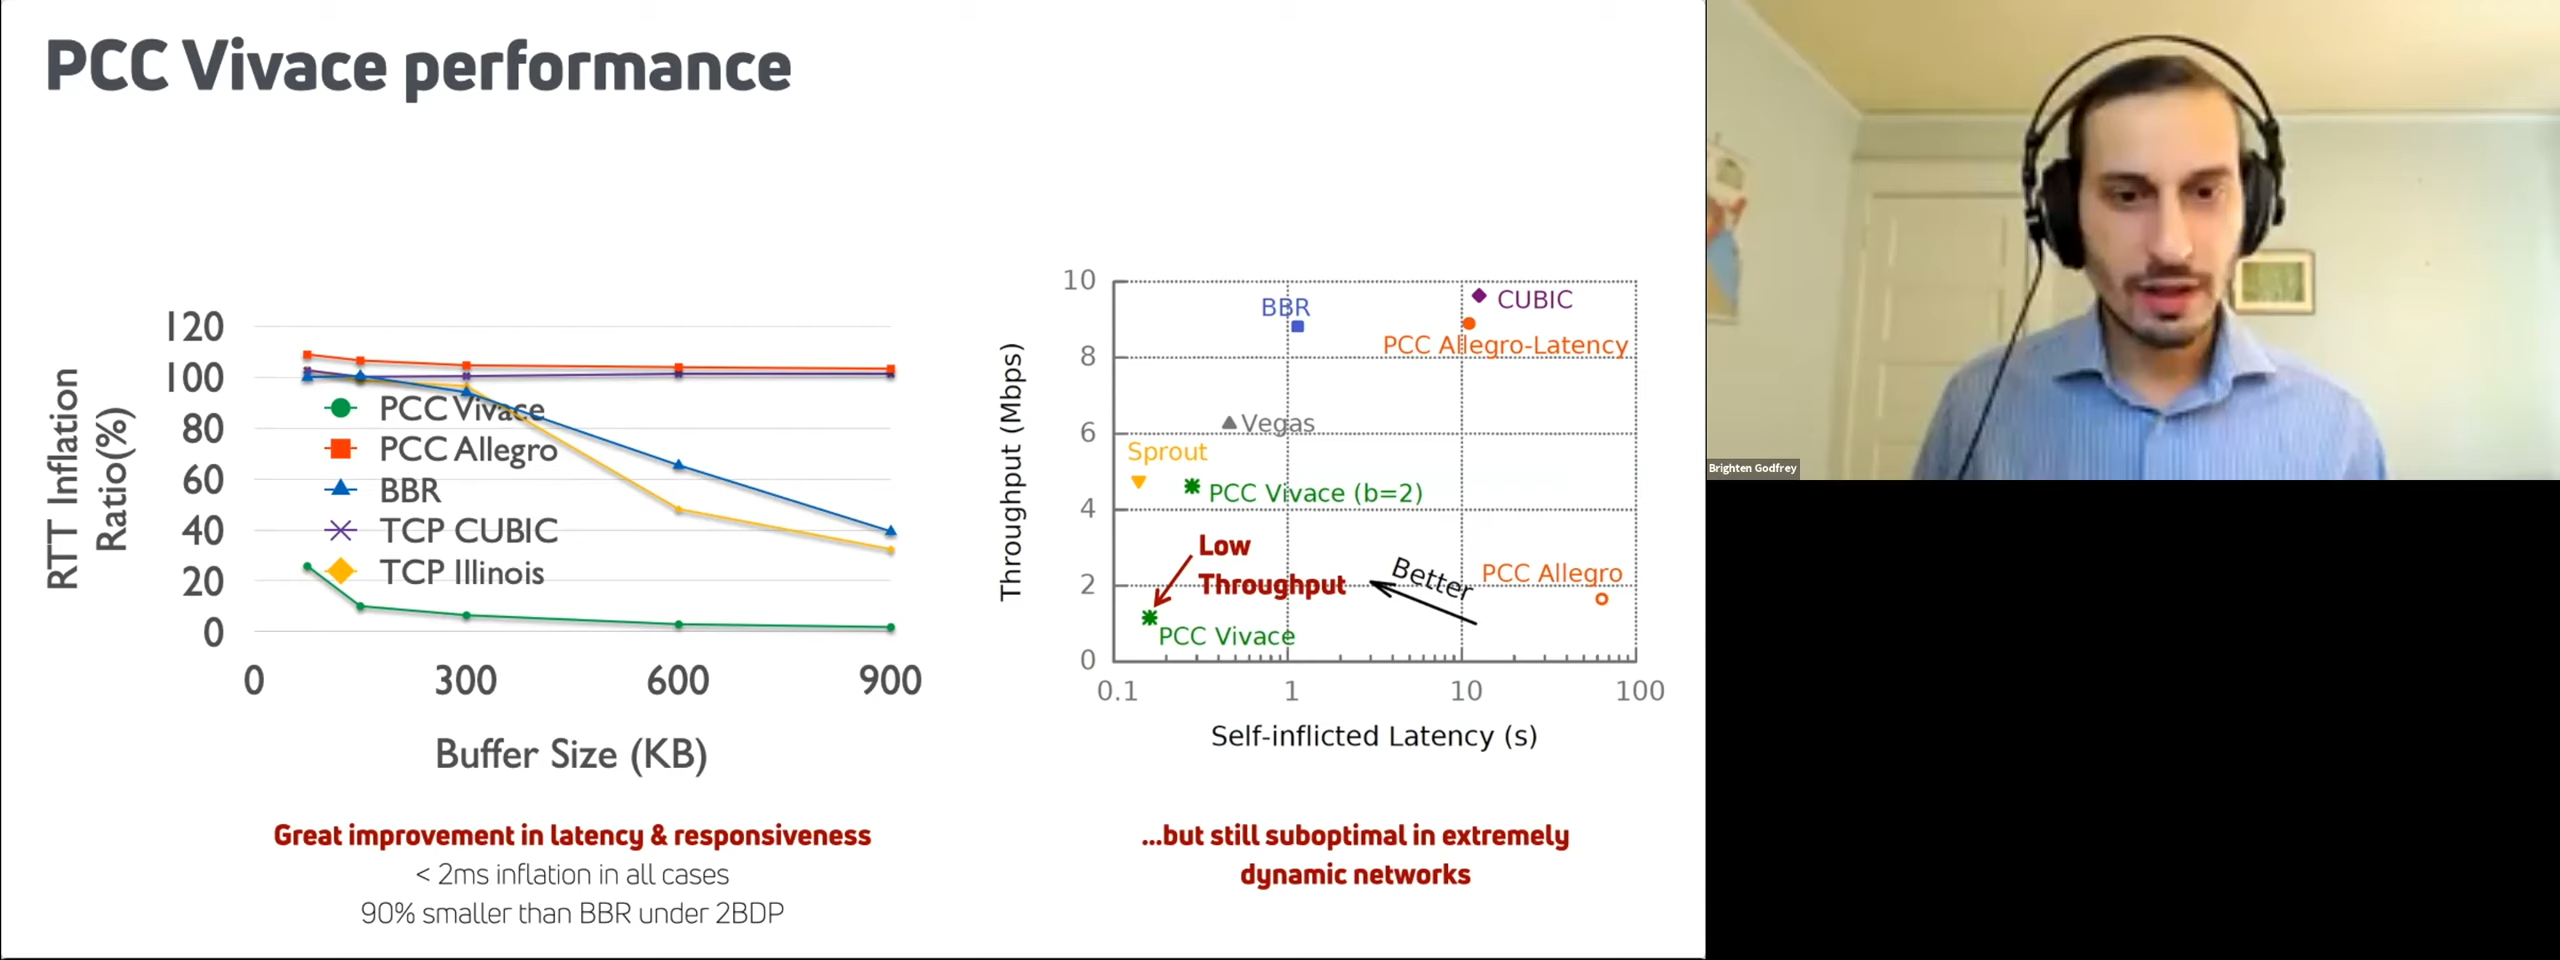 PCC Vivace performance
120
100
80
60
40
20
0
RTT Inflation
Ratio(%)
PCC Vivace
PCC Allegro
BBR
TCP CUBIC
TCP Illinois
0
300
600
900
Buffer Size (KB)
Great improvement in latency & responsiveness
< 2ms inflation in all cases
90% smaller than BBR under 2BDP
10
8
6
4
2
0
Throughput (Mbps)
BBR
CUBIC
PCC Allegro-Latency
Vegas
Sprout
PCC Vivace (b=2)
Low
Throughput
Better
PCC Allegro
PCC Vivace
0.1
1
10
100
Self-inflicted Latency (s)
...but still suboptimal in extremely
dynamic networks
Brighten Godfrey